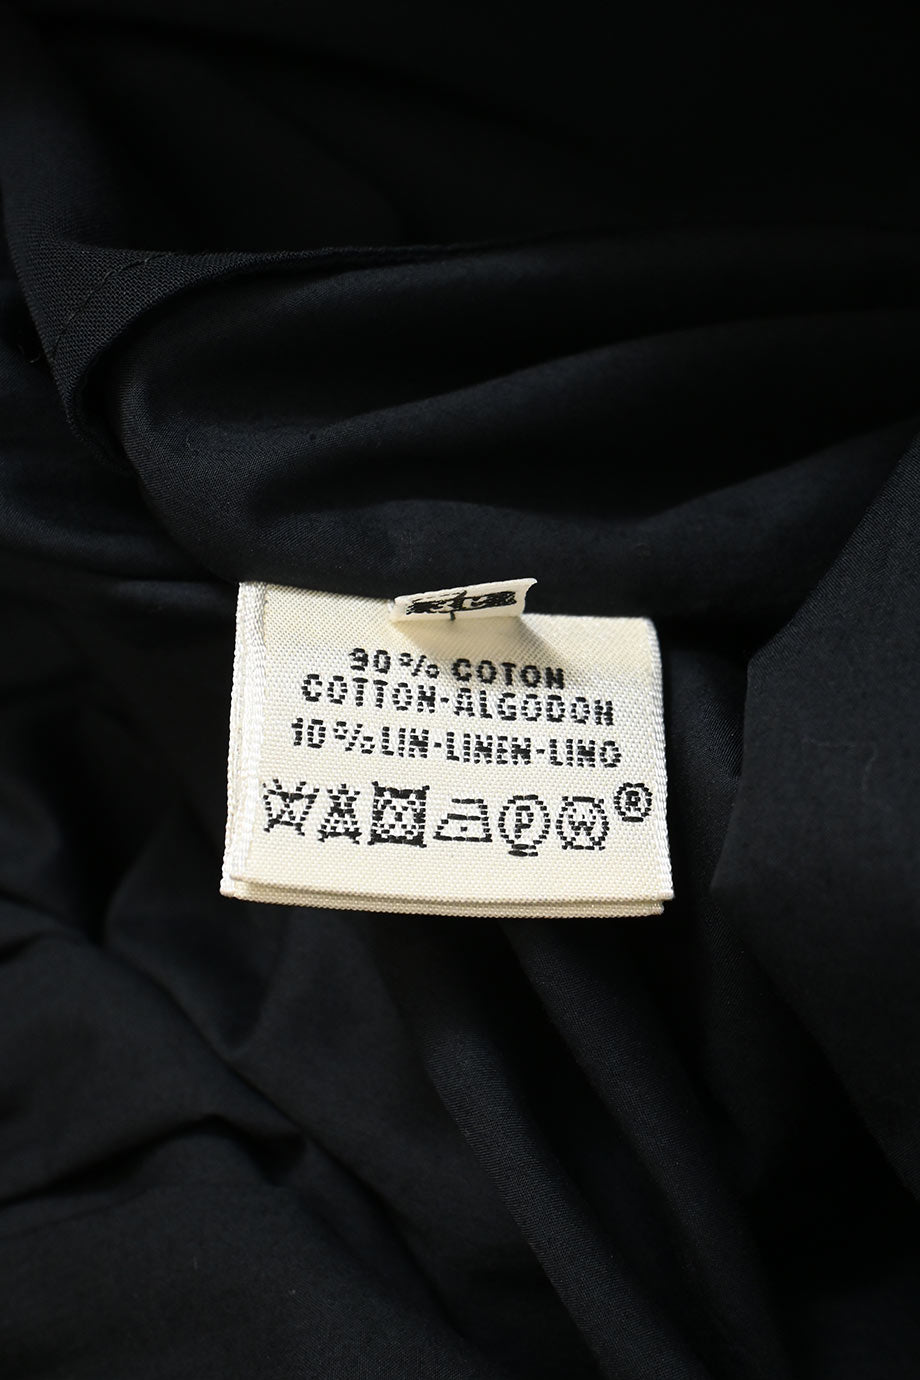 90% COTON
COTTON-ALGODON
10% LIN-LINEN-LINO
P W ®